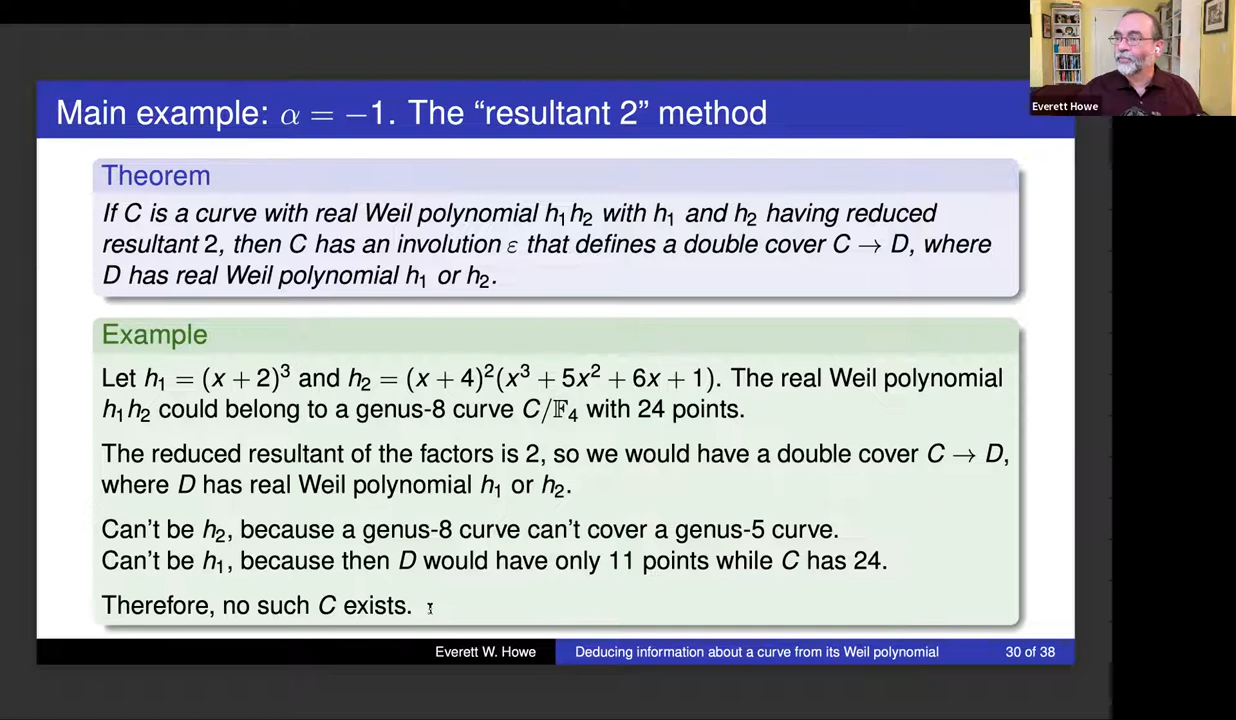 Everett Howe
Main example: α = −1. The “resultant 2” method
Theorem
If C is a curve with real Weil polynomial h₁h₂ with h₁ and h₂ having reduced
resultant 2, then C has an involution ε that defines a double cover C → D, where
D has real Weil polynomial h₁ or h₂.
Example
Let h₁ = (x + 2)³ and h₂ = (x + 4)²(x³ + 5x² + 6x + 1). The real Weil polynomial
h₁h₂ could belong to a genus-8 curve C/𝔽₄ with 24 points.
The reduced resultant of the factors is 2, so we would have a double cover C → D,
where D has real Weil polynomial h₁ or h₂.
Can’t be h₂, because a genus-8 curve can’t cover a genus-5 curve.
Can’t be h₁, because then D would have only 11 points while C has 24.
Therefore, no such C exists.
Everett W. Howe Deducing information about a curve from its Weil polynomial 30 of 38